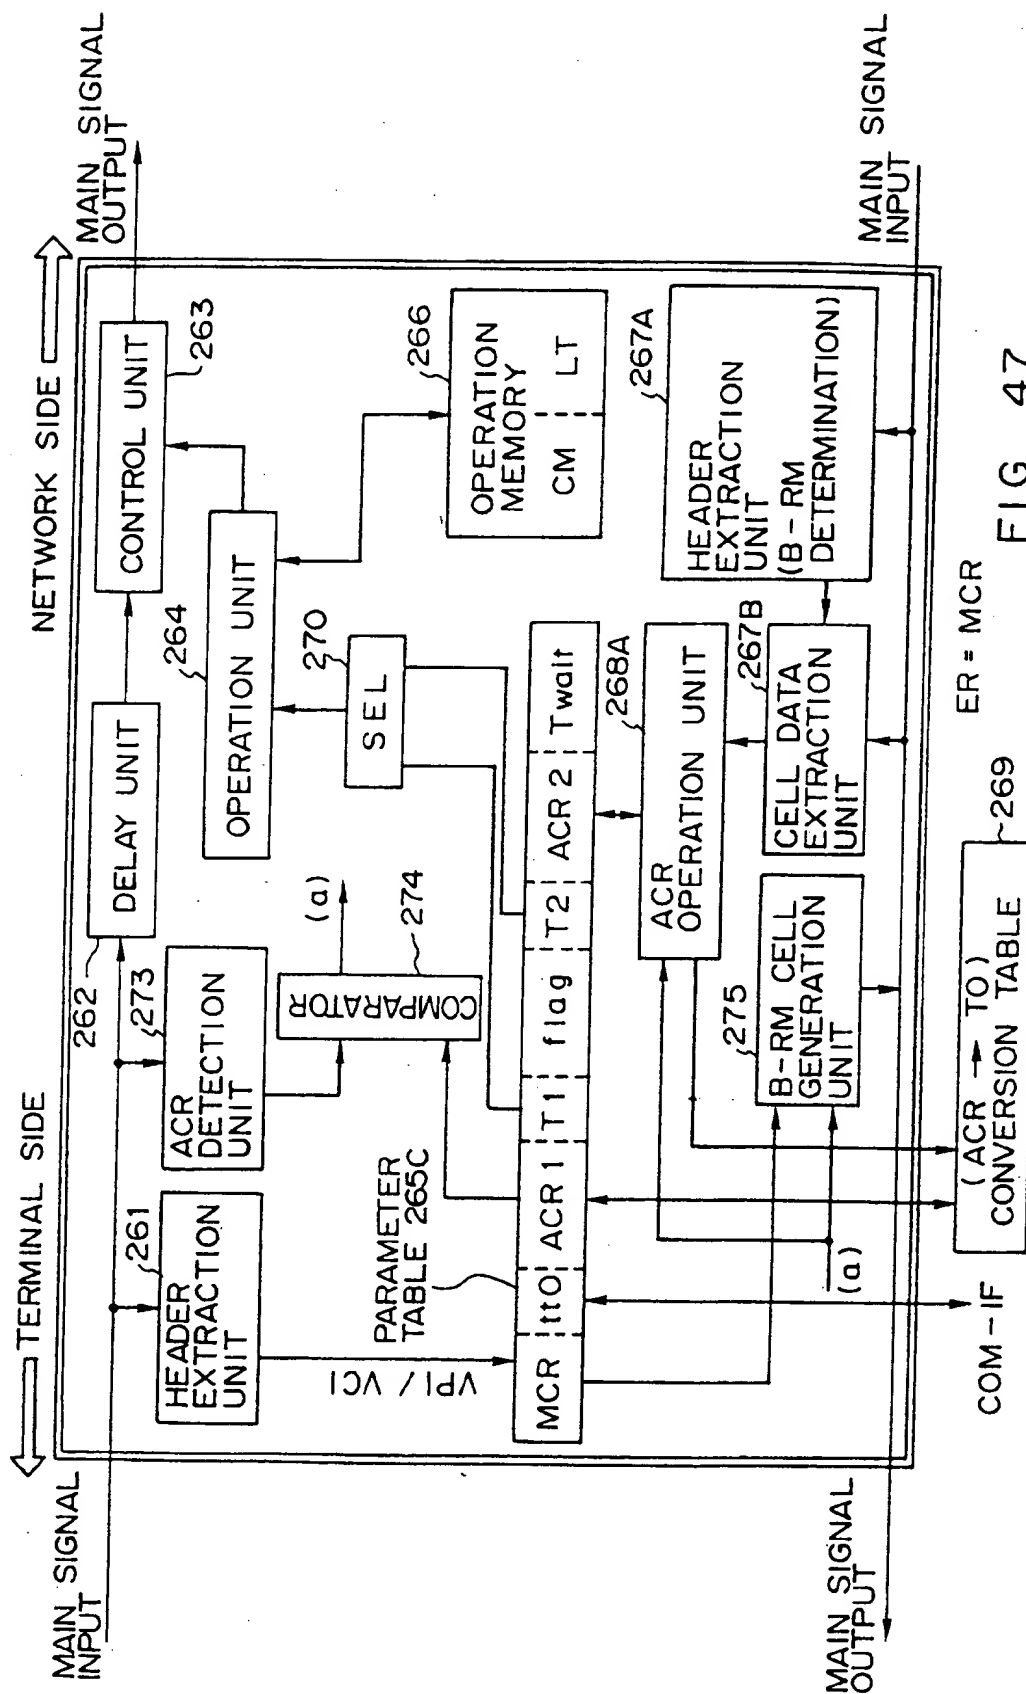 TERMINAL SIDE
NETWORK SIDE
MAIN SIGNAL
INPUT
MAIN SIGNAL
OUTPUT
261
HEADER
EXTRACTION
UNIT
262
273
ACR
DETECTION
UNIT
DELAY UNIT
CONTROL UNIT
263
264
OPERATION UNIT
(a)
COMPARATOR
274
270
SEL
266
OPERATION
MEMORY
CM
LT
VPI / VCI
PARAMETER
TABLE 265C
MCR
tt0
ACR 1
T1
flag
T2
ACR 2
Twait
268A
ACR
OPERATION UNIT
275
B-RM CELL
GENERATION
UNIT
267B
CELL DATA
EXTRACTION
UNIT
267A
HEADER
EXTRACTION
UNIT
(B-RM
DETERMINATION)
(a)
MAIN SIGNAL
OUTPUT
MAIN SIGNAL
INPUT
COM-IF
(ACR → TO)
CONVERSION TABLE
269
ER = MCR
FIG. 47